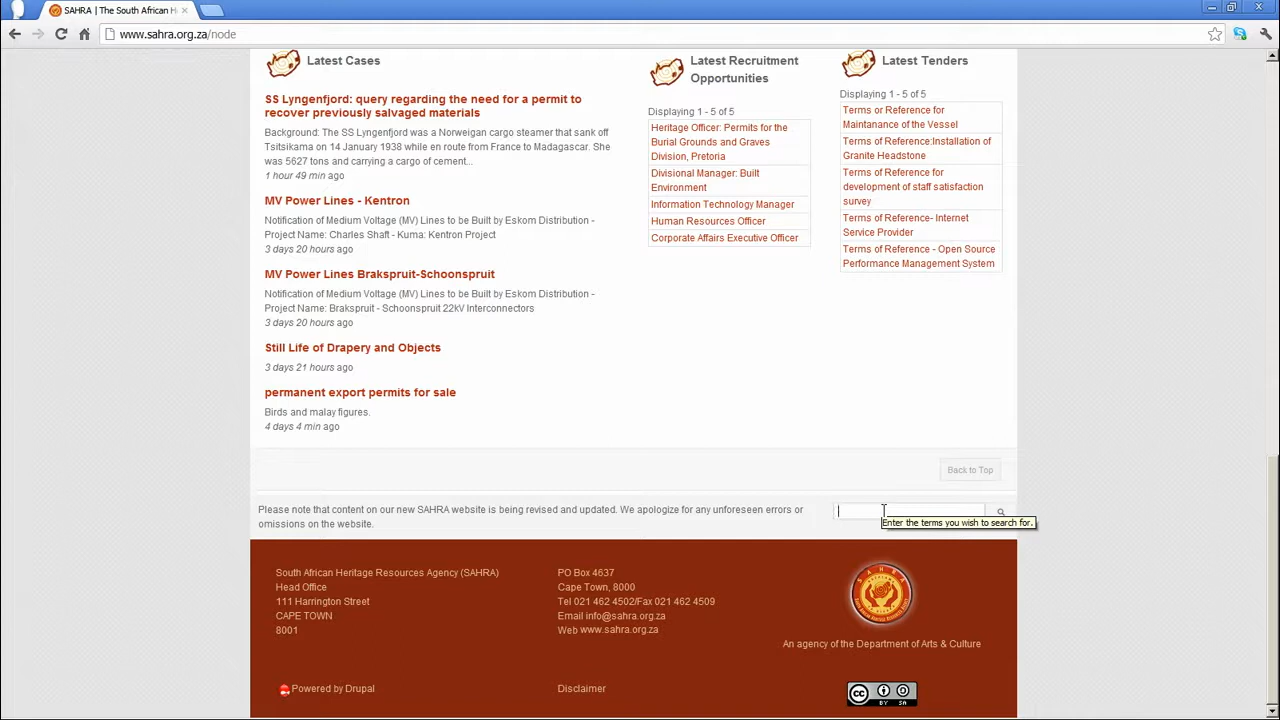 SAHRA | The South African H
www.sahra.org.za/node
Latest Cases
SS Lyngenfjord: query regarding the need for a permit to
recover previously salvaged materials
Background: The SS Lyngenfjord was a Norweigan cargo steamer that sank off
Tsitsikama on 14 January 1938 while en route from France to Madagascar. She
was 5627 tons and carrying a cargo of cement...
1 hour 49 min ago
MV Power Lines - Kentron
Notification of Medium Voltage (MV) Lines to be Built by Eskom Distribution -
Project Name: Charles Shaft - Kuma: Kentron Project
3 days 20 hours ago
MV Power Lines Brakspruit-Schoonspruit
Notification of Medium Voltage (MV) Lines to be Built by Eskom Distribution -
Project Name: Brakspruit - Schoonspruit 22kV Interconnectors
3 days 20 hours ago
Still Life of Drapery and Objects
3 days 21 hours ago
permanent export permits for sale
Birds and malay figures.
4 days 4 min ago
Latest Recruitment
Opportunities
Displaying 1 - 5 of 5
Heritage Officer: Permits for the
Burial Grounds and Graves
Division, Pretoria
Divisional Manager: Built
Environment
Information Technology Manager
Human Resources Officer
Corporate Affairs Executive Officer
Latest Tenders
Displaying 1 - 5 of 5
Terms or Reference for
Maintanance of the Vessel
Terms of Reference:Installation of
Granite Headstone
Terms of Reference for
development of staff satisfaction
survey
Terms of Reference- Internet
Service Provider
Terms of Reference - Open Source
Performance Management System
Back to Top
Please note that content on our new SAHRA website is being revised and updated. We apologize for any unforeseen errors or
omissions on the website.
Enter the terms you wish to search for.
South African Heritage Resources Agency (SAHRA)
Head Office
111 Harrington Street
CAPE TOWN
8001
PO Box 4637
Cape Town, 8000
Tel 021 462 4502/Fax 021 462 4509
Email info@sahra.org.za
Web www.sahra.org.za
SAHRA
An agency of the Department of Arts & Culture
Powered by Drupal
Disclaimer
cc
BY SA